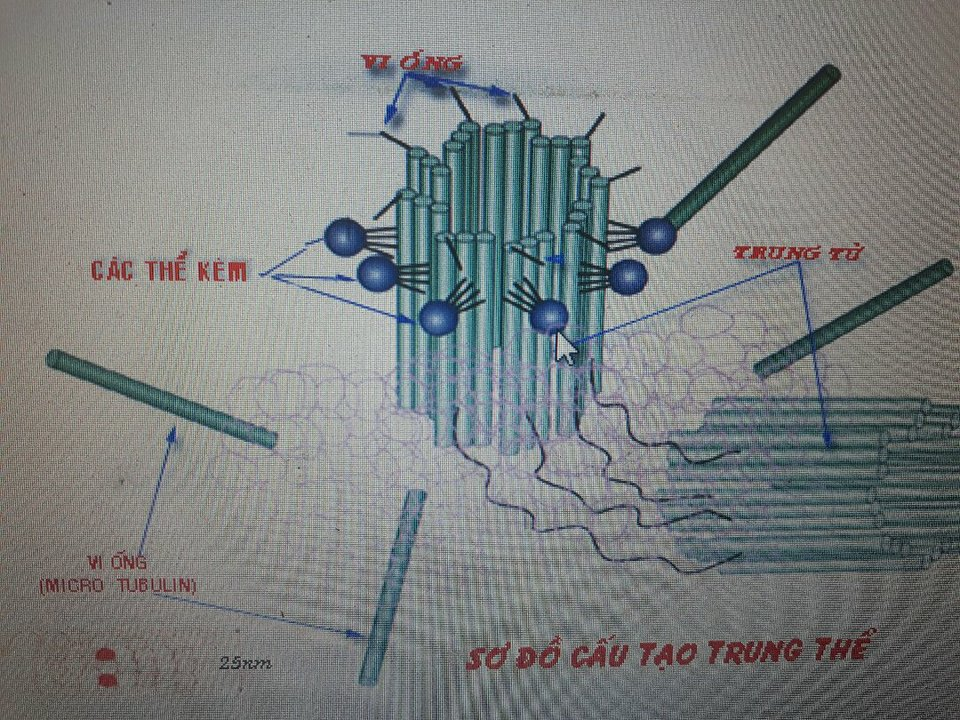 VI ỐNG
TRUNG TỬ
CÁC THỂ KÈM
VI ỐNG
(MICRO TUBULIN)
25nm
SƠ ĐỒ CẤU TẠO TRUNG THỂ